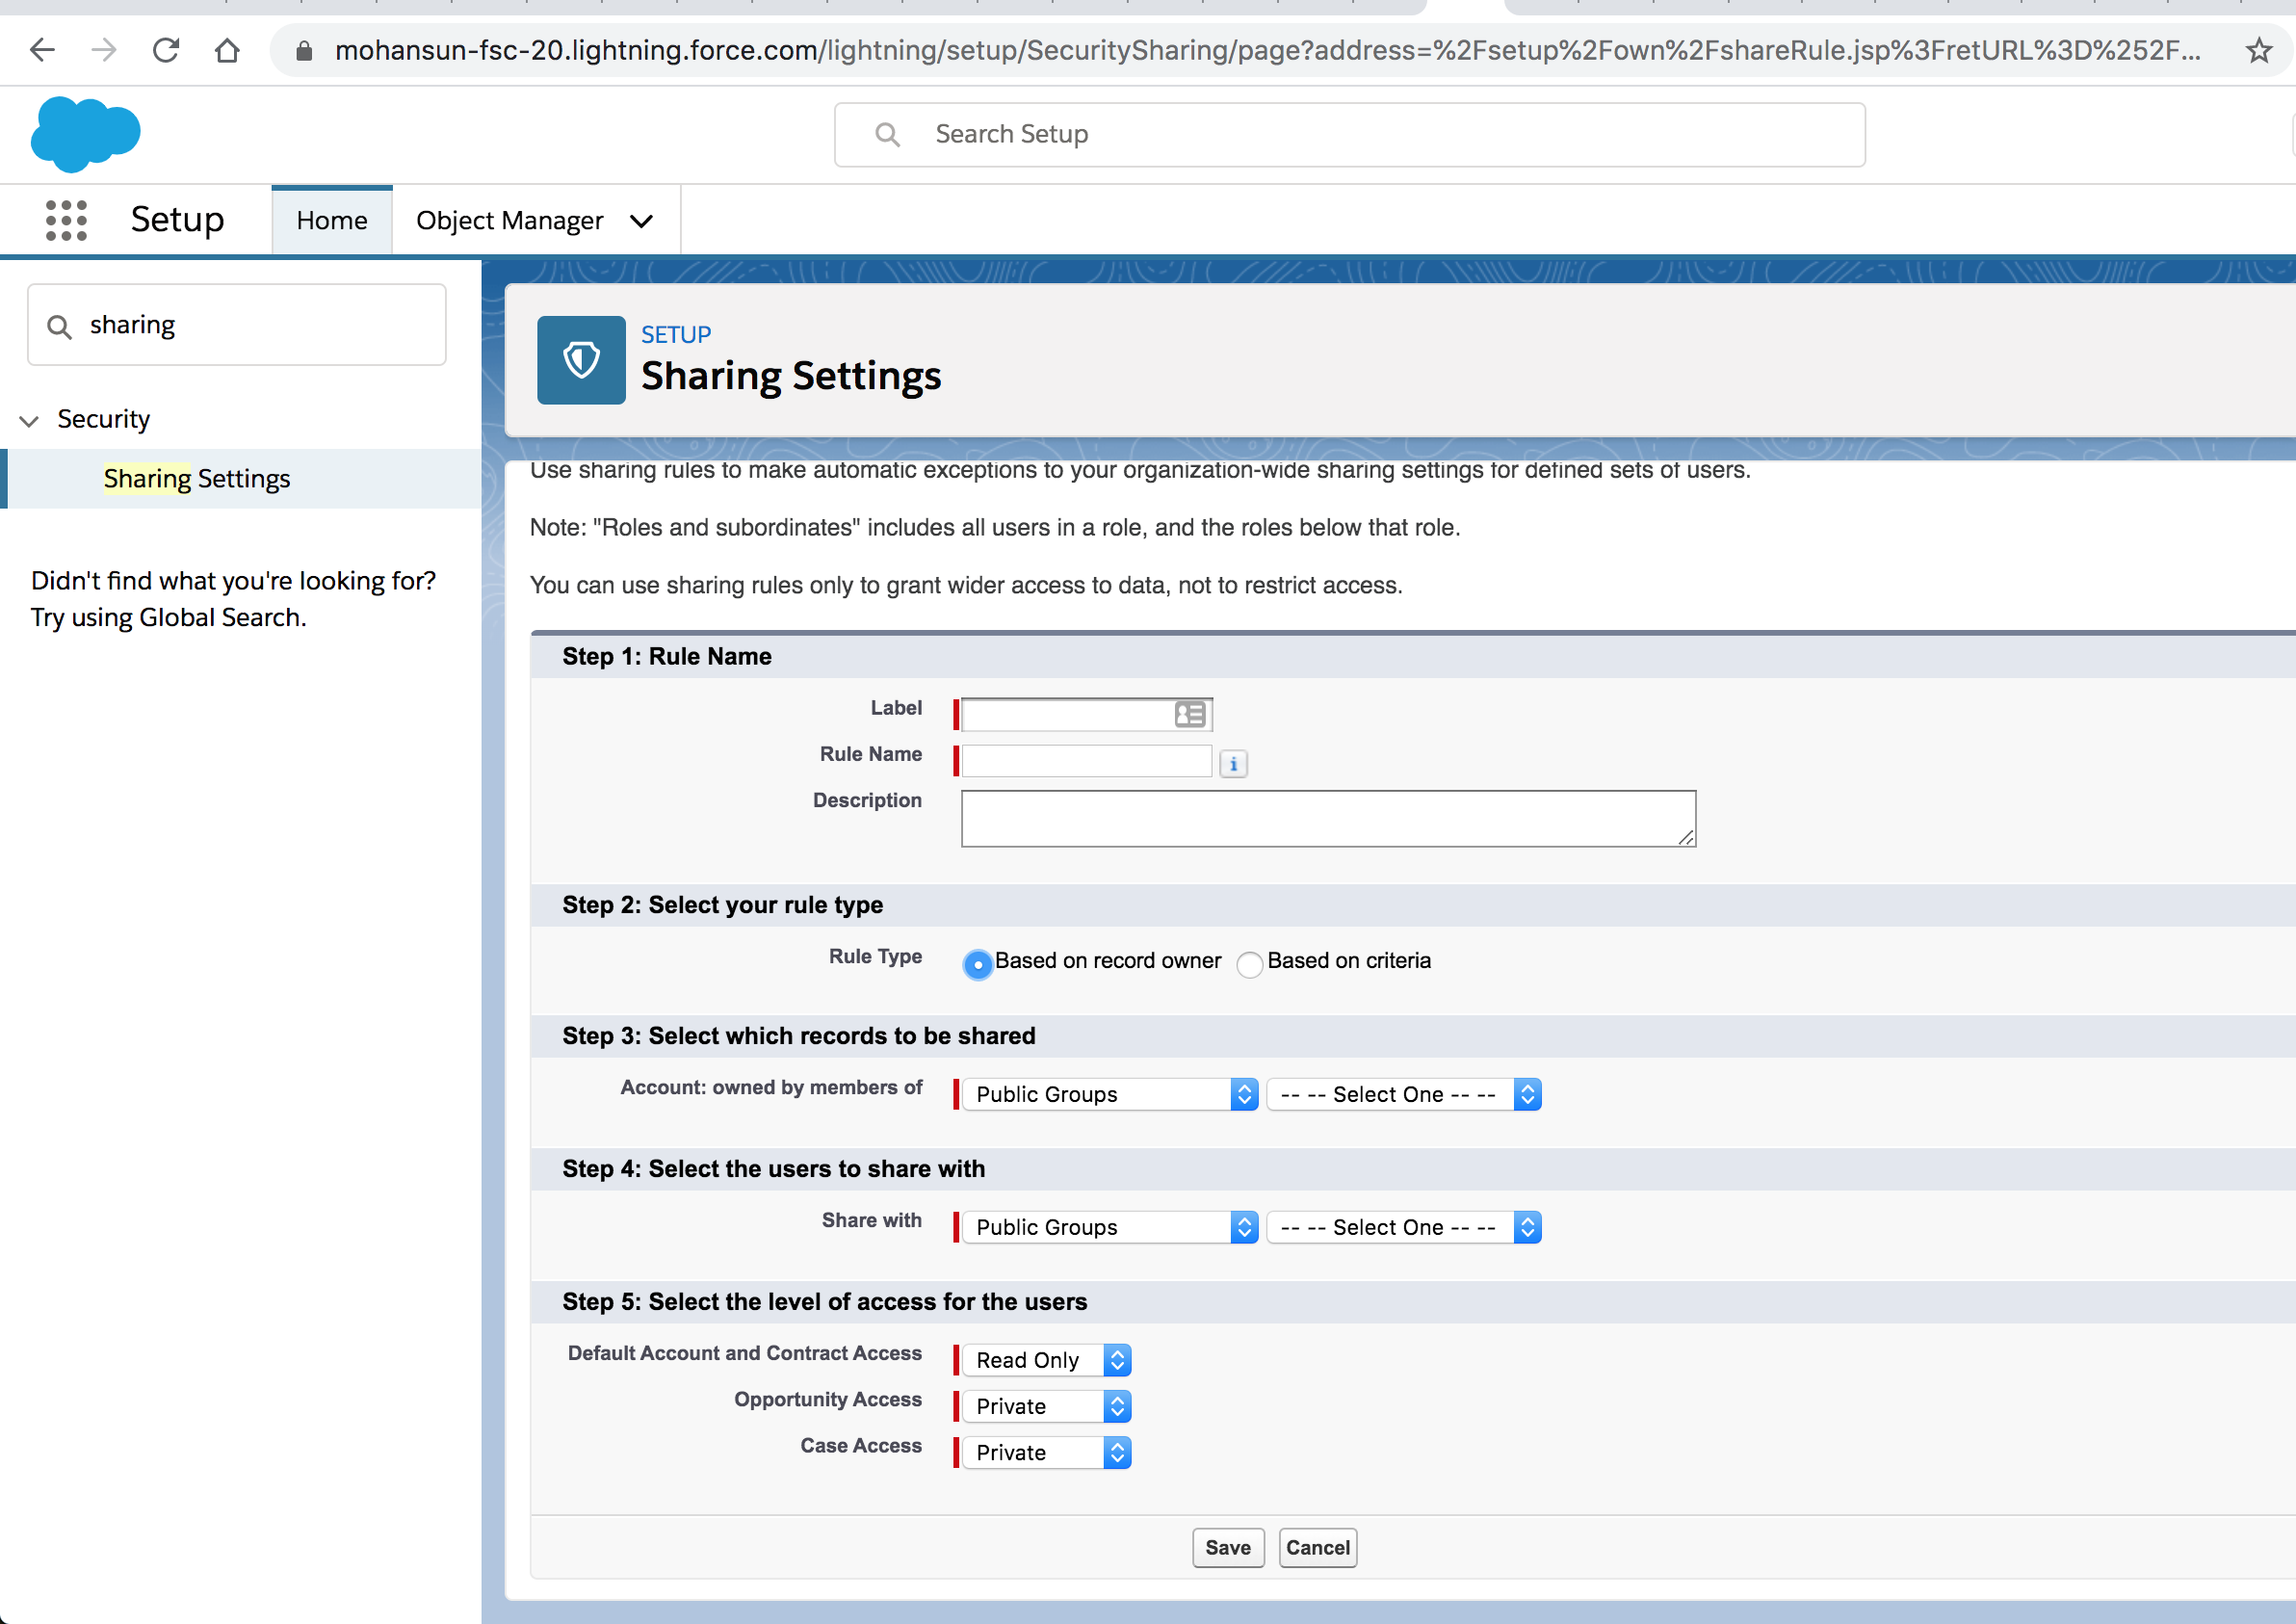 mohansun-fsc-20.lightning.force.com/lightning/setup/SecuritySharing/page?address=%2Fsetup%2Fown%2FshareRule.jsp%3FretURL%3D%252F...
Search Setup
Setup Home Object Manager
sharing
Security
Sharing Settings
Didn't find what you're looking for?
Try using Global Search.
SETUP
Sharing Settings
Use sharing rules to make automatic exceptions to your organization-wide sharing settings for defined sets of users.
Note: "Roles and subordinates" includes all users in a role, and the roles below that role.
You can use sharing rules only to grant wider access to data, not to restrict access.
Step 1: Rule Name
Label
Rule Name i
Description
Step 2: Select your rule type
Rule Type Based on record owner Based on criteria
Step 3: Select which records to be shared
Account: owned by members of Public Groups -- -- Select One -- --
Step 4: Select the users to share with
Share with Public Groups -- -- Select One -- --
Step 5: Select the level of access for the users
Default Account and Contract Access Read Only
Opportunity Access Private
Case Access Private
Save Cancel